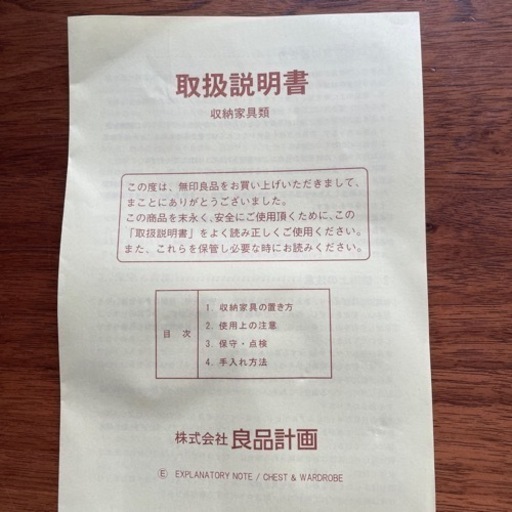 取扱説明書
収納家具類
この度は、無印良品をお買い上げいただきまして、
まことにありがとうございました。
この商品を末永く、安全にご使用頂くために、この
「取扱説明書」をよく読み正しくご使用ください。
また、これらを保管し必要な時にお読みください。
目次
1. 収納家具の置き方
2. 使用上の注意
3. 保守・点検
4. 手入れ方法
株式会社 良品計画
Ⓔ EXPLANATORY NOTE / CHEST & WARDROBE